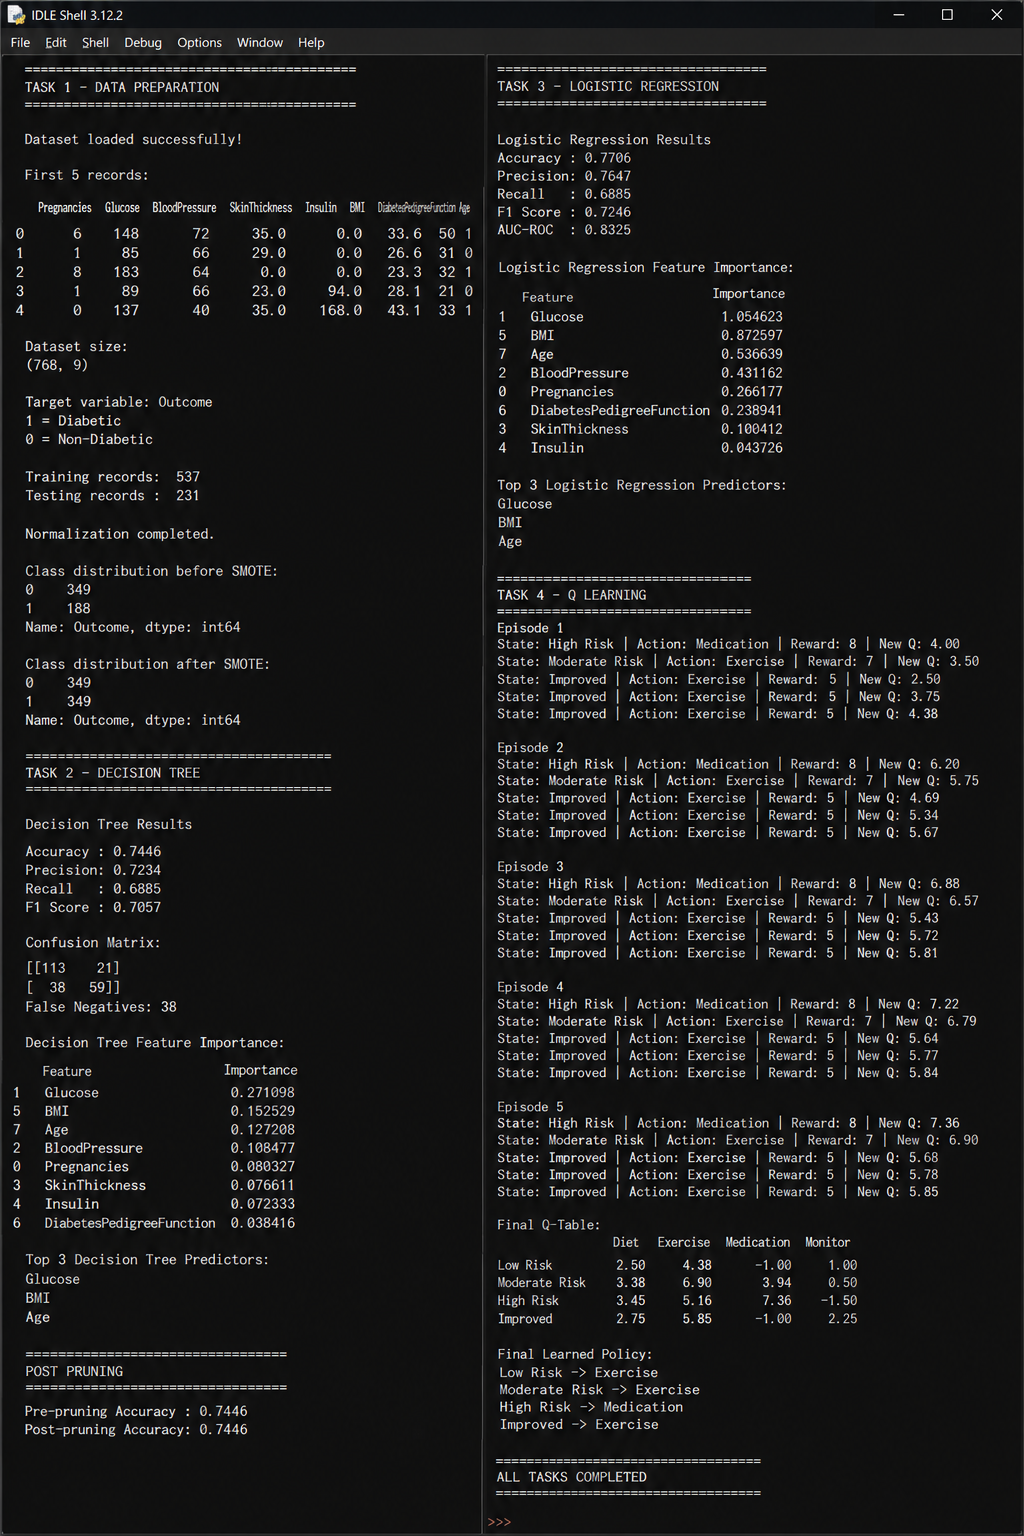 IDLE Shell 3.12.2
File Edit Shell Debug Options Window Help
===========================================
TASK 1 - DATA PREPARATION
===========================================
Dataset loaded successfully!
First 5 records:
Pregnancies Glucose BloodPressure SkinThickness Insulin BMI DiabetesPedigreeFunction Age
0 6 148 72 35.0 0.0 33.6 50 1
1 1 85 66 29.0 0.0 26.6 31 0
2 8 183 64 0.0 0.0 23.3 32 1
3 1 89 66 23.0 94.0 28.1 21 0
4 0 137 40 35.0 168.0 43.1 33 1
Dataset size:
(768, 9)
Target variable: Outcome
1 = Diabetic
0 = Non-Diabetic
Training records: 537
Testing records : 231
Normalization completed.
Class distribution before SMOTE:
0 349
1 188
Name: Outcome, dtype: int64
Class distribution after SMOTE:
0 349
1 349
Name: Outcome, dtype: int64
=======================================
TASK 2 - DECISION TREE
=======================================
Decision Tree Results
Accuracy : 0.7446
Precision: 0.7234
Recall : 0.6885
F1 Score : 0.7057
Confusion Matrix:
[[113 21]
[ 38 59]]
False Negatives: 38
Decision Tree Feature Importance:
Feature Importance
1 Glucose 0.271098
5 BMI 0.152529
7 Age 0.127208
2 BloodPressure 0.108477
0 Pregnancies 0.080327
3 SkinThickness 0.076611
4 Insulin 0.072333
6 DiabetesPedigreeFunction 0.038416
Top 3 Decision Tree Predictors:
Glucose
BMI
Age
=================================
POST PRUNING
=================================
Pre-pruning Accuracy : 0.7446
Post-pruning Accuracy: 0.7446
===================================
TASK 3 - LOGISTIC REGRESSION
===================================
Logistic Regression Results
Accuracy : 0.7706
Precision: 0.7647
Recall : 0.6885
F1 Score : 0.7246
AUC-ROC : 0.8325
Logistic Regression Feature Importance:
Feature Importance
1 Glucose 1.054623
5 BMI 0.872597
7 Age 0.536639
2 BloodPressure 0.431162
0 Pregnancies 0.266177
6 DiabetesPedigreeFunction 0.238941
3 SkinThickness 0.100412
4 Insulin 0.043726
Top 3 Logistic Regression Predictors:
Glucose
BMI
Age
=================================
TASK 4 - Q LEARNING
=================================
Episode 1
State: High Risk | Action: Medication | Reward: 8 | New Q: 4.00
State: Moderate Risk | Action: Exercise | Reward: 7 | New Q: 3.50
State: Improved | Action: Exercise | Reward: 5 | New Q: 2.50
State: Improved | Action: Exercise | Reward: 5 | New Q: 3.75
State: Improved | Action: Exercise | Reward: 5 | New Q: 4.38
Episode 2
State: High Risk | Action: Medication | Reward: 8 | New Q: 6.20
State: Moderate Risk | Action: Exercise | Reward: 7 | New Q: 5.75
State: Improved | Action: Exercise | Reward: 5 | New Q: 4.69
State: Improved | Action: Exercise | Reward: 5 | New Q: 5.34
State: Improved | Action: Exercise | Reward: 5 | New Q: 5.67
Episode 3
State: High Risk | Action: Medication | Reward: 8 | New Q: 6.88
State: Moderate Risk | Action: Exercise | Reward: 7 | New Q: 6.57
State: Improved | Action: Exercise | Reward: 5 | New Q: 5.43
State: Improved | Action: Exercise | Reward: 5 | New Q: 5.72
State: Improved | Action: Exercise | Reward: 5 | New Q: 5.81
Episode 4
State: High Risk | Action: Medication | Reward: 8 | New Q: 7.22
State: Moderate Risk | Action: Exercise | Reward: 7 | New Q: 6.79
State: Improved | Action: Exercise | Reward: 5 | New Q: 5.64
State: Improved | Action: Exercise | Reward: 5 | New Q: 5.77
State: Improved | Action: Exercise | Reward: 5 | New Q: 5.84
Episode 5
State: High Risk | Action: Medication | Reward: 8 | New Q: 7.36
State: Moderate Risk | Action: Exercise | Reward: 7 | New Q: 6.90
State: Improved | Action: Exercise | Reward: 5 | New Q: 5.68
State: Improved | Action: Exercise | Reward: 5 | New Q: 5.78
State: Improved | Action: Exercise | Reward: 5 | New Q: 5.85
Final Q-Table:
Diet Exercise Medication Monitor
Low Risk 2.50 4.38 -1.00 1.00
Moderate Risk 3.38 6.90 3.94 0.50
High Risk 3.45 5.16 7.36 -1.50
Improved 2.75 5.85 -1.00 2.25
Final Learned Policy:
Low Risk -> Exercise
Moderate Risk -> Exercise
High Risk -> Medication
Improved -> Exercise
==================================
ALL TASKS COMPLETED
==================================
>>>